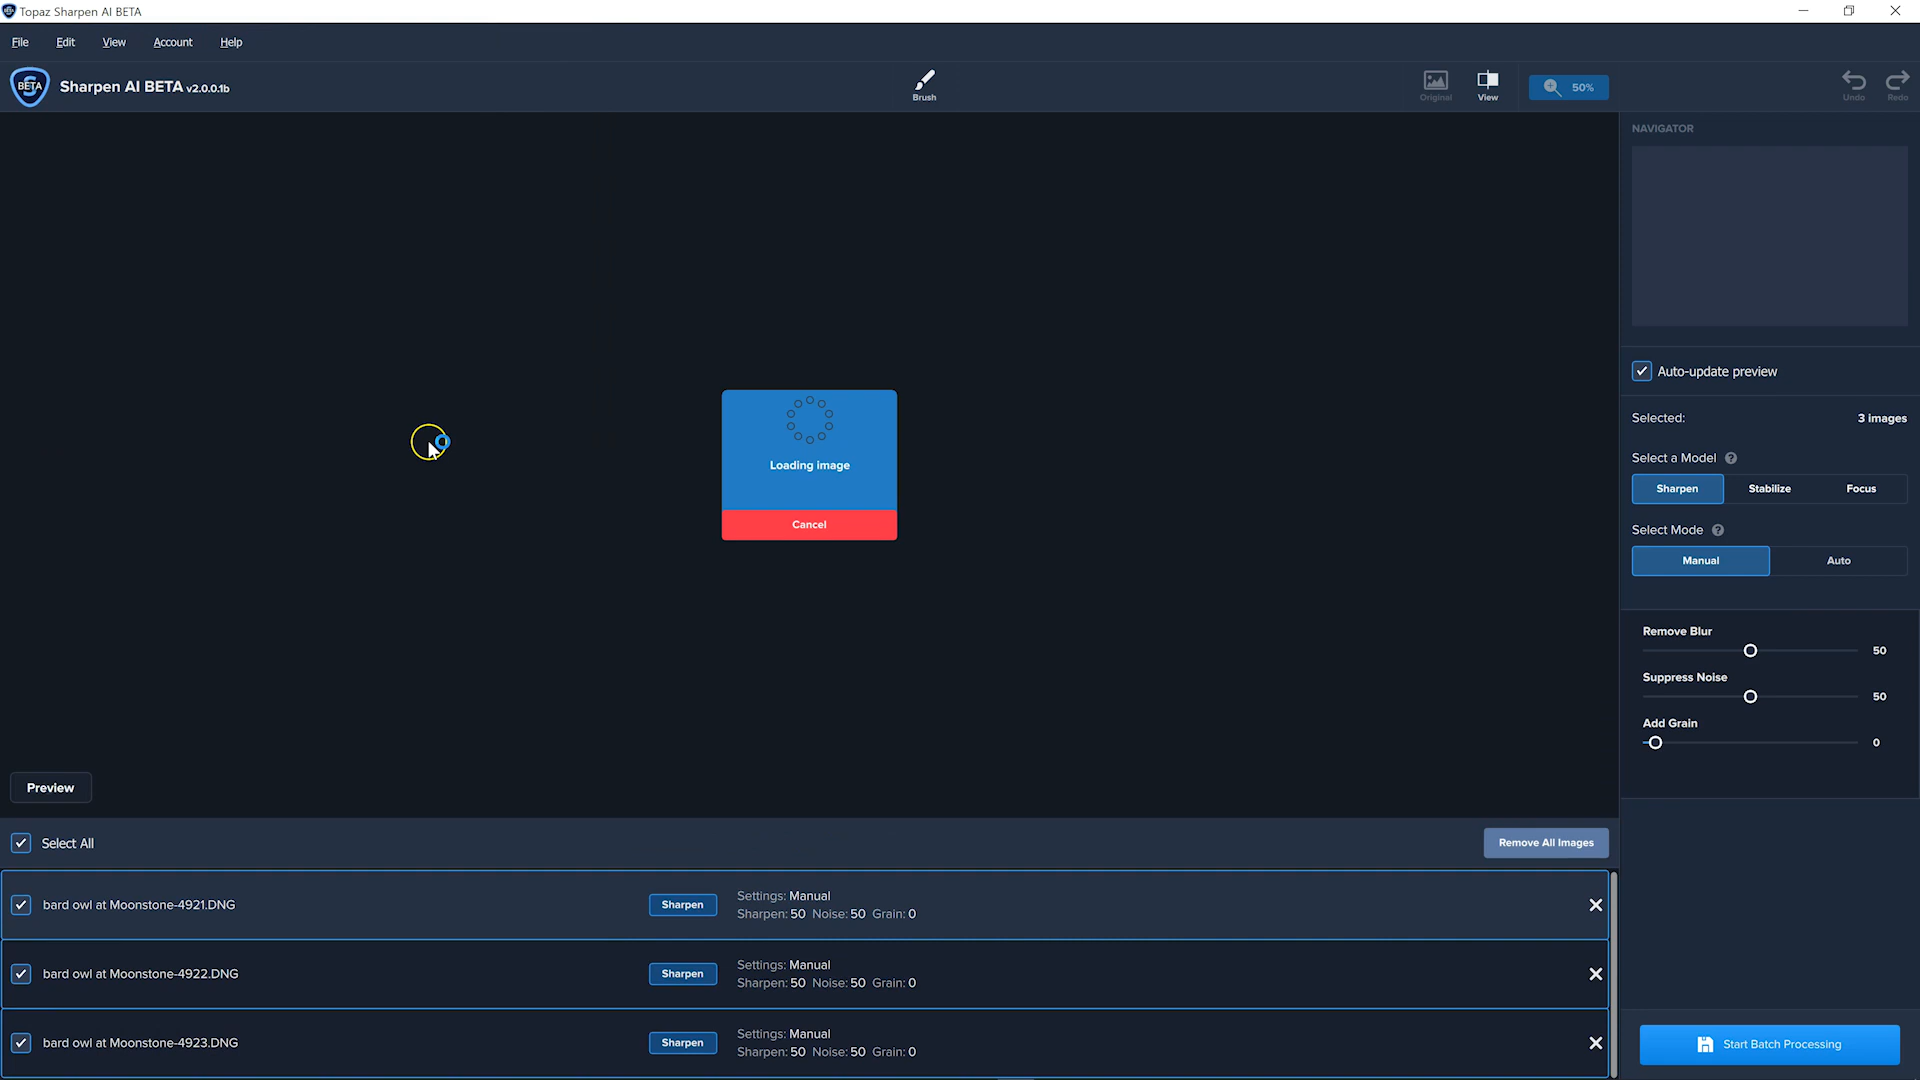 Topaz Sharpen AI BETA
File Edit View Account Help
BETA
Sharpen AI BETA v2.0.0.1b
Brush
Original
View
50%
Undo
Redo
NAVIGATOR
Auto-update preview
Selected: 3 images
Select a Model ?
Sharpen Stabilize Focus
Select Mode ?
Manual Auto
Remove Blur
50
Suppress Noise
50
Add Grain
0
Loading image
Cancel
Preview
Select All
Remove All Images
bard owl at Moonstone-4921.DNG
Sharpen
Settings: Manual
Sharpen: 50 Noise: 50 Grain: 0
bard owl at Moonstone-4922.DNG
Sharpen
Settings: Manual
Sharpen: 50 Noise: 50 Grain: 0
bard owl at Moonstone-4923.DNG
Sharpen
Settings: Manual
Sharpen: 50 Noise: 50 Grain: 0
Start Batch Processing